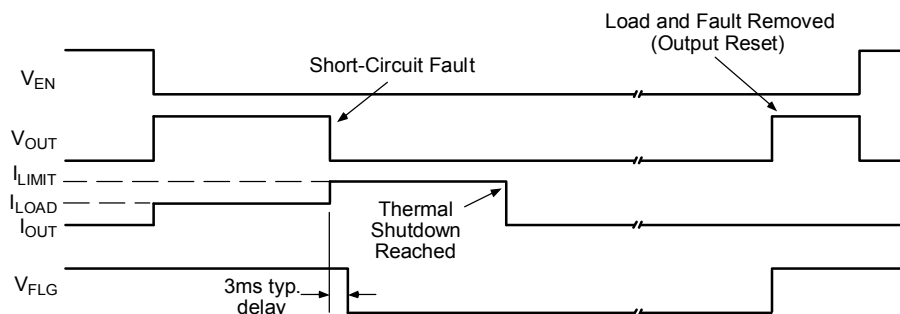 Load and Fault Removed
(Output Reset)
VEN
Short-Circuit Fault
VOUT
ILIMIT
ILOAD
IOUT
Thermal
Shutdown
Reached
VFLG
3ms typ.
delay